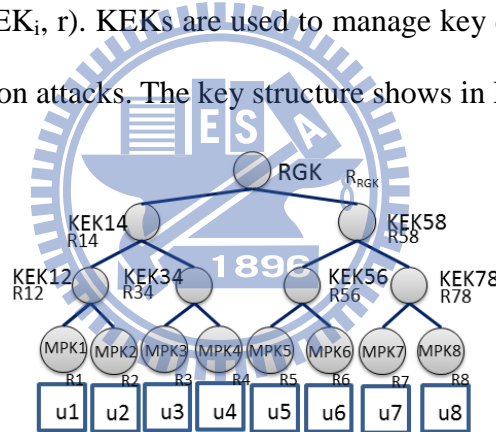 EKᵢ, r). KEKs are used to manage key
on attacks. The key structure shows in
E S A
RGK R_RGK
KEK14 KEK58
R14 R58
1896
KEK12 KEK34 KEK56 KEK78
R12 R34 R56 R78
MPK1 MPK2 MPK3 MPK4 MPK5 MPK6 MPK7 MPK8
R1 R2 R3 R4 R5 R6 R7 R8
u1 u2 u3 u4 u5 u6 u7 u8